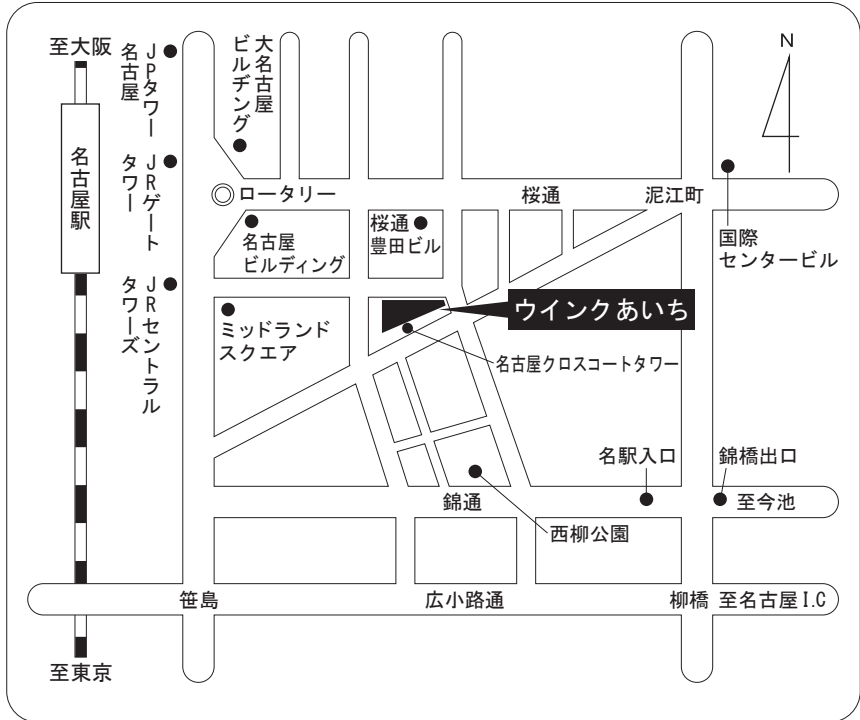 至大阪
JPタワー
名古屋
大名古屋
ビルヂング
N
名古屋駅
JRゲート
タワー
ロータリー
桜通
泥江町
名古屋
ビルディング
桜通
豊田ビル
国際
センタービル
JRセントラル
タワーズ
ミッドランド
スクエア
ウインクあいち
名古屋クロスコートタワー
名駅入口
錦橋出口
錦通
至今池
西柳公園
笹島
広小路通
柳橋
至名古屋I.C
至東京